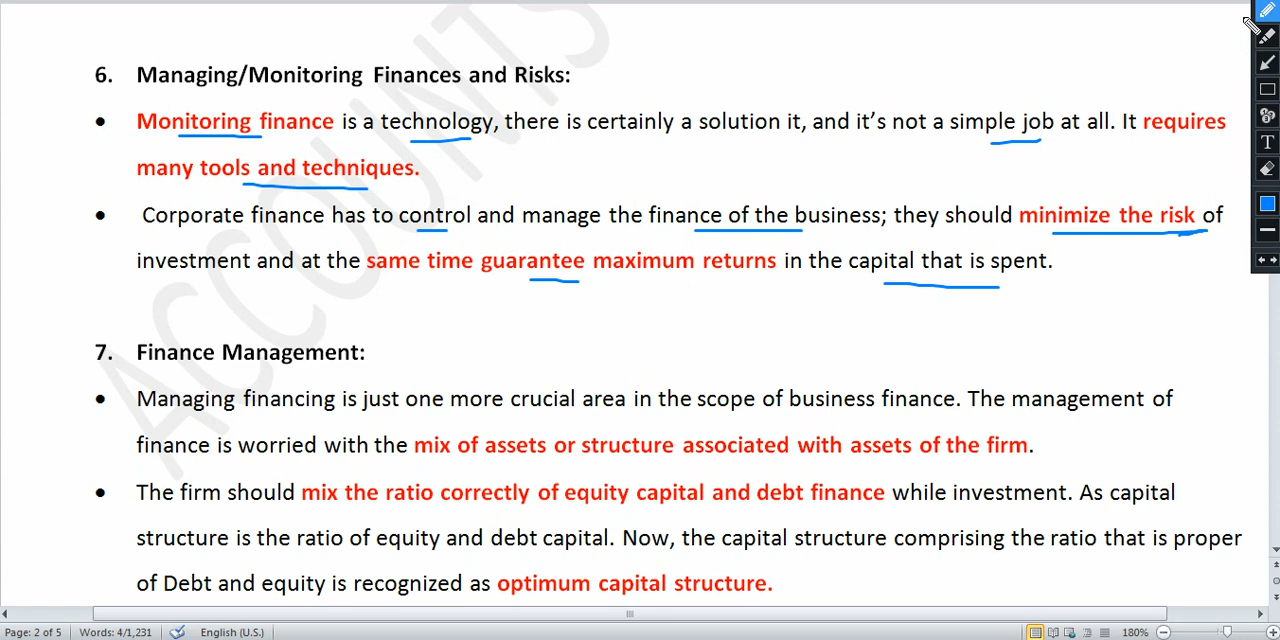 6. Managing/Monitoring Finances and Risks:
• Monitoring finance is a technology, there is certainly a solution it, and it's not a simple job at all. It requires
many tools and techniques.
• Corporate finance has to control and manage the finance of the business; they should minimize the risk of
investment and at the same time guarantee maximum returns in the capital that is spent.
7. Finance Management:
• Managing financing is just one more crucial area in the scope of business finance. The management of
finance is worried with the mix of assets or structure associated with assets of the firm.
• The firm should mix the ratio correctly of equity capital and debt finance while investment. As capital
structure is the ratio of equity and debt capital. Now, the capital structure comprising the ratio that is proper
of Debt and equity is recognized as optimum capital structure.
ACCOUNTS
T
Page: 2 of 5 Words: 4/1,231 English (U.S.) 180%